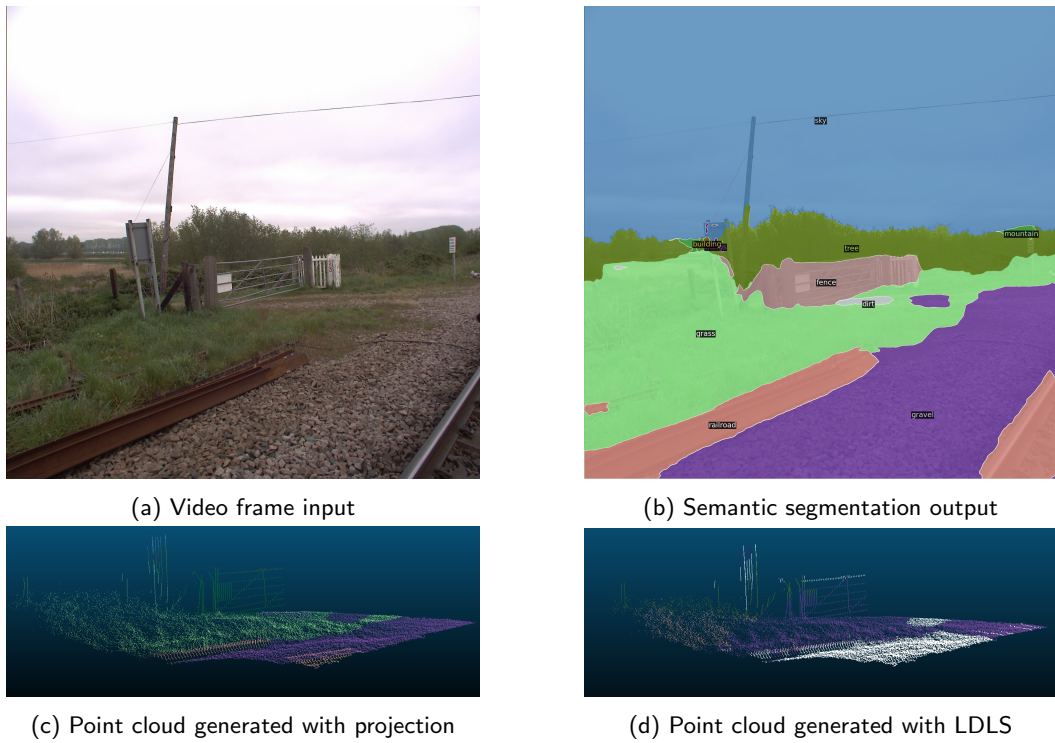 sky
building
mountain
tree
fence
dirt
grass
gravel
railroad
(a) Video frame input
(b) Semantic segmentation output
(c) Point cloud generated with projection
(d) Point cloud generated with LDLS